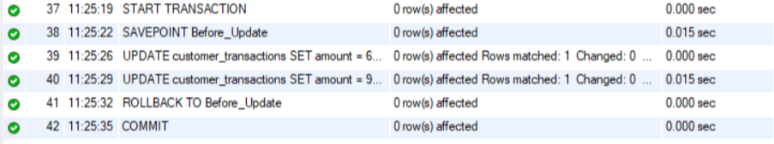 37 11:25:19 START TRANSACTION 0 row(s) affected 0.000 sec
38 11:25:22 SAVEPOINT Before_Update 0 row(s) affected 0.015 sec
39 11:25:26 UPDATE customer_transactions SET amount = 6... 0 row(s) affected Rows matched: 1 Changed: 0 ... 0.000 sec
40 11:25:29 UPDATE customer_transactions SET amount = 9... 0 row(s) affected Rows matched: 1 Changed: 0 ... 0.015 sec
41 11:25:32 ROLLBACK TO Before_Update 0 row(s) affected 0.000 sec
42 11:25:35 COMMIT 0 row(s) affected 0.000 sec